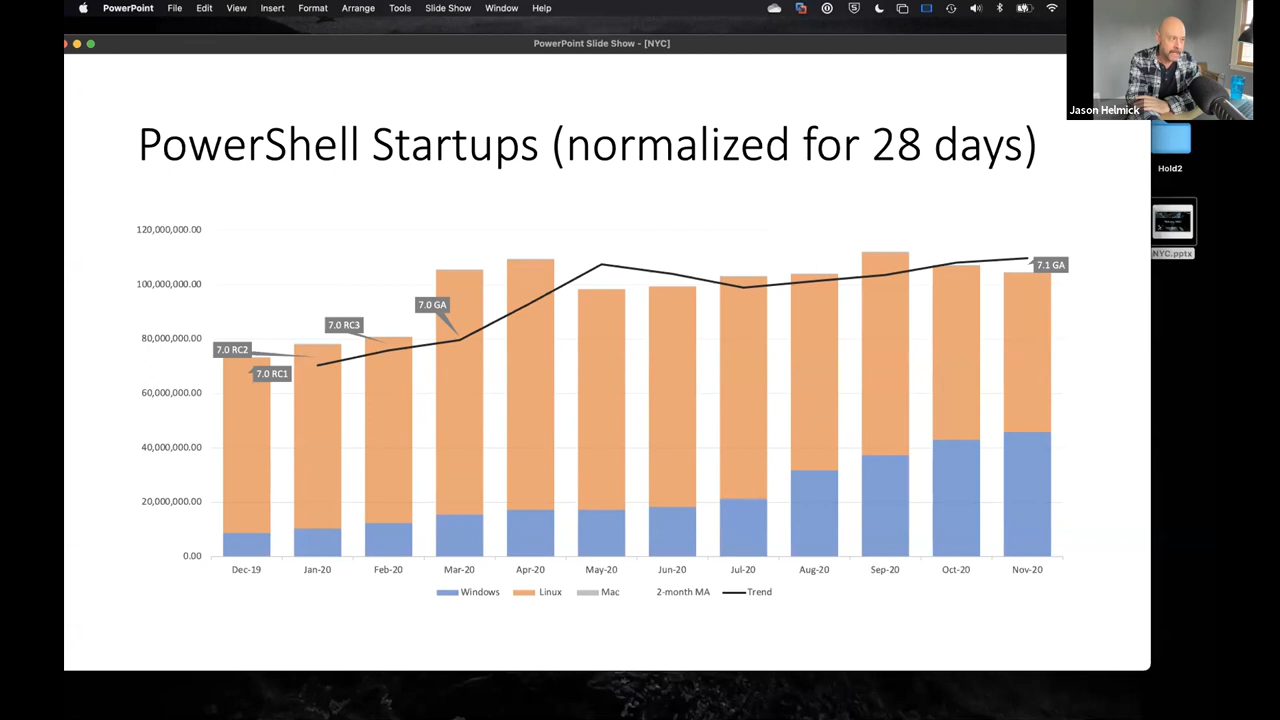 PowerPoint File Edit View Insert Format Arrange Tools Slide Show Window Help
PowerPoint Slide Show - [NYC]
Jason Helmick
Hold2
NYC.pptx
PowerShell Startups (normalized for 28 days)
120,000,000.00
100,000,000.00
80,000,000.00
60,000,000.00
40,000,000.00
20,000,000.00
0.00
7.0 RC2
7.0 RC1
7.0 RC3
7.0 GA
7.1 GA
Dec-19 Jan-20 Feb-20 Mar-20 Apr-20 May-20 Jun-20 Jul-20 Aug-20 Sep-20 Oct-20 Nov-20
Windows Linux Mac 2-month MA Trend